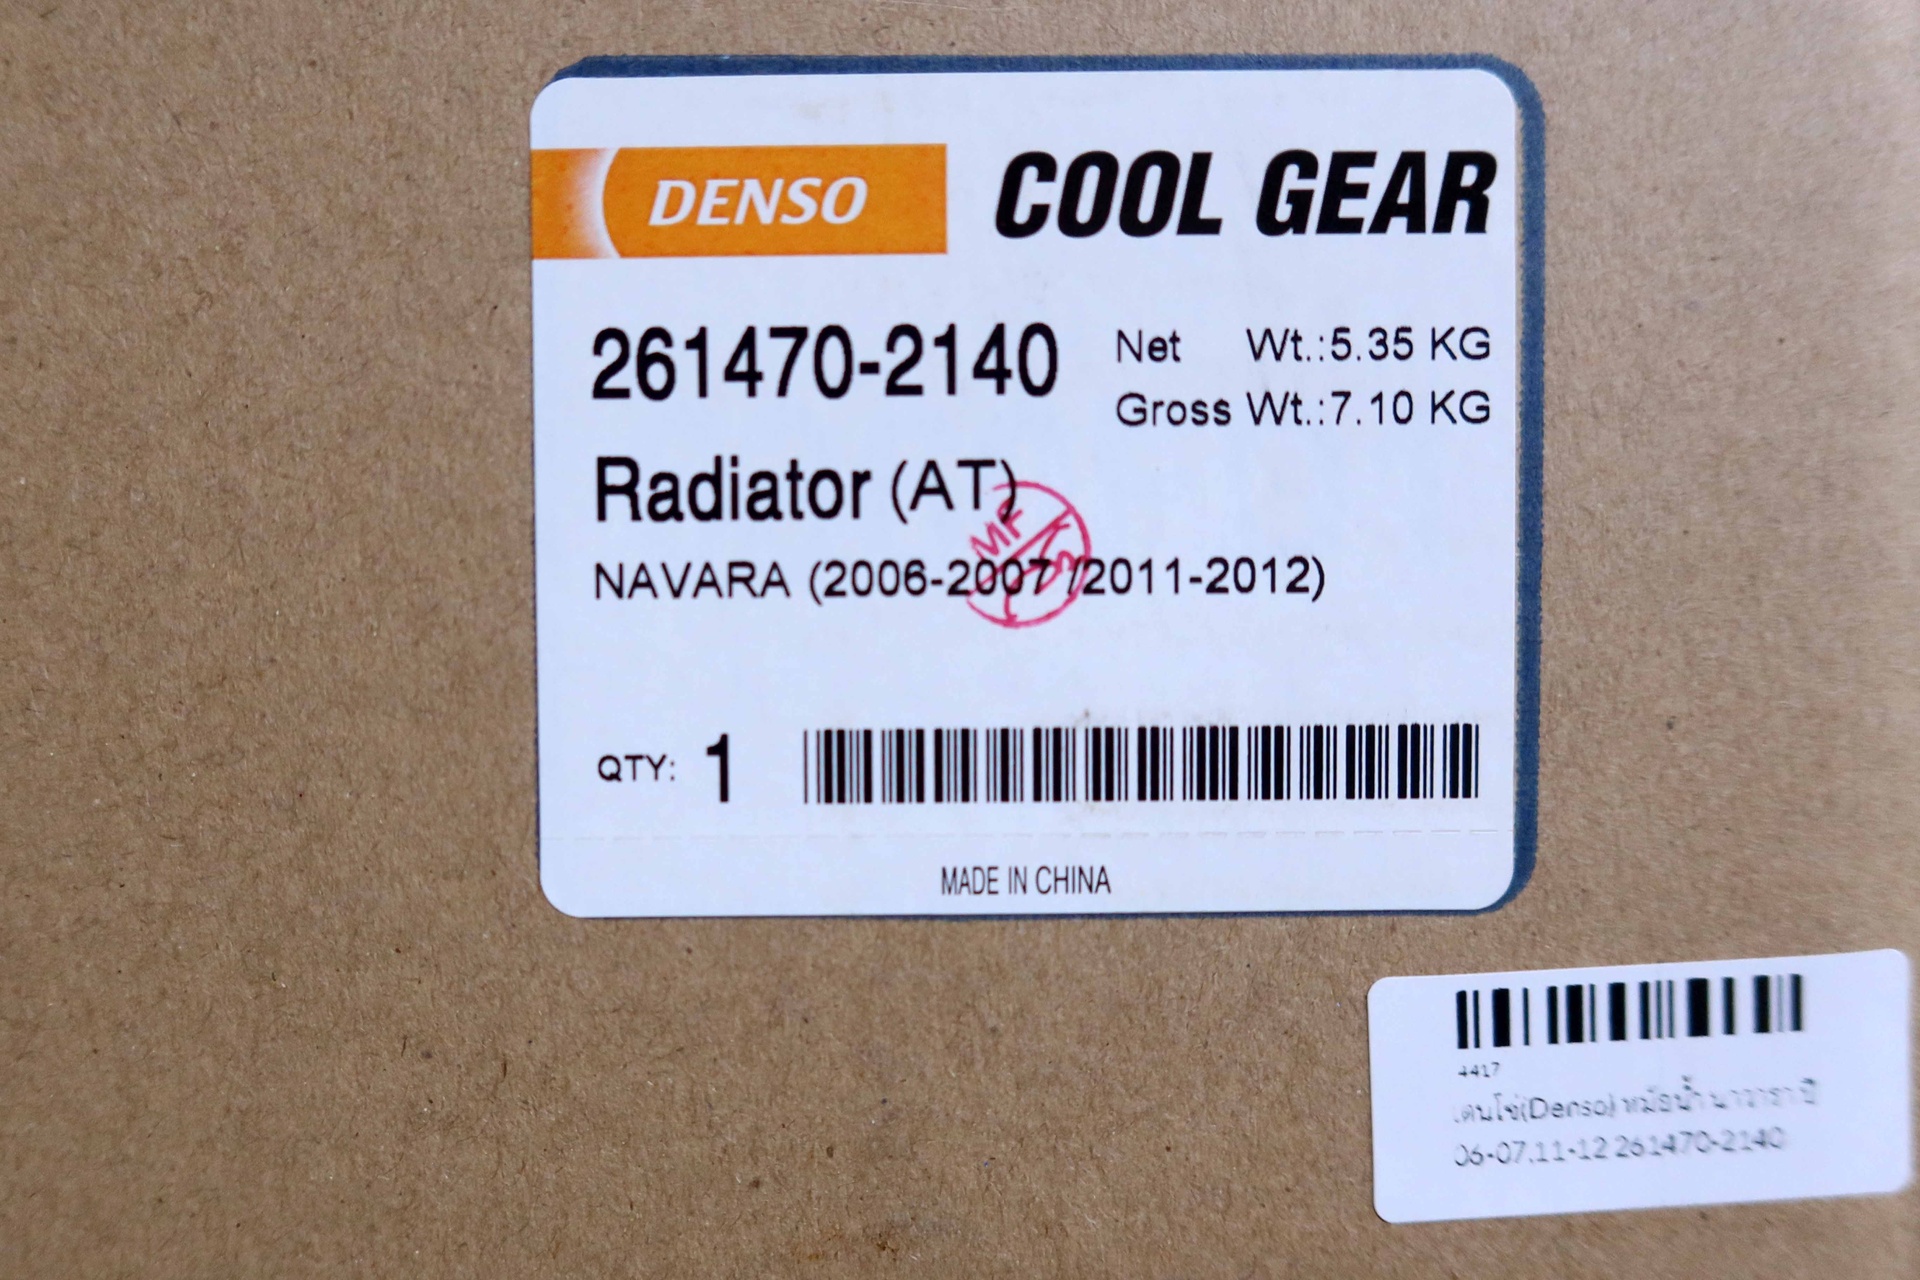 DENSO COOL GEAR
261470-2140
Net Wt.:5.35 KG
Gross Wt.:7.10 KG
Radiator (AT)
NAVARA (2006-2007 /2011-2012)
QTY: 1
MADE IN CHINA
4417
เดนโซ่(Denso) หม้อน้ำ นาวาร่า ปี
06-07,11-12 261470-2140